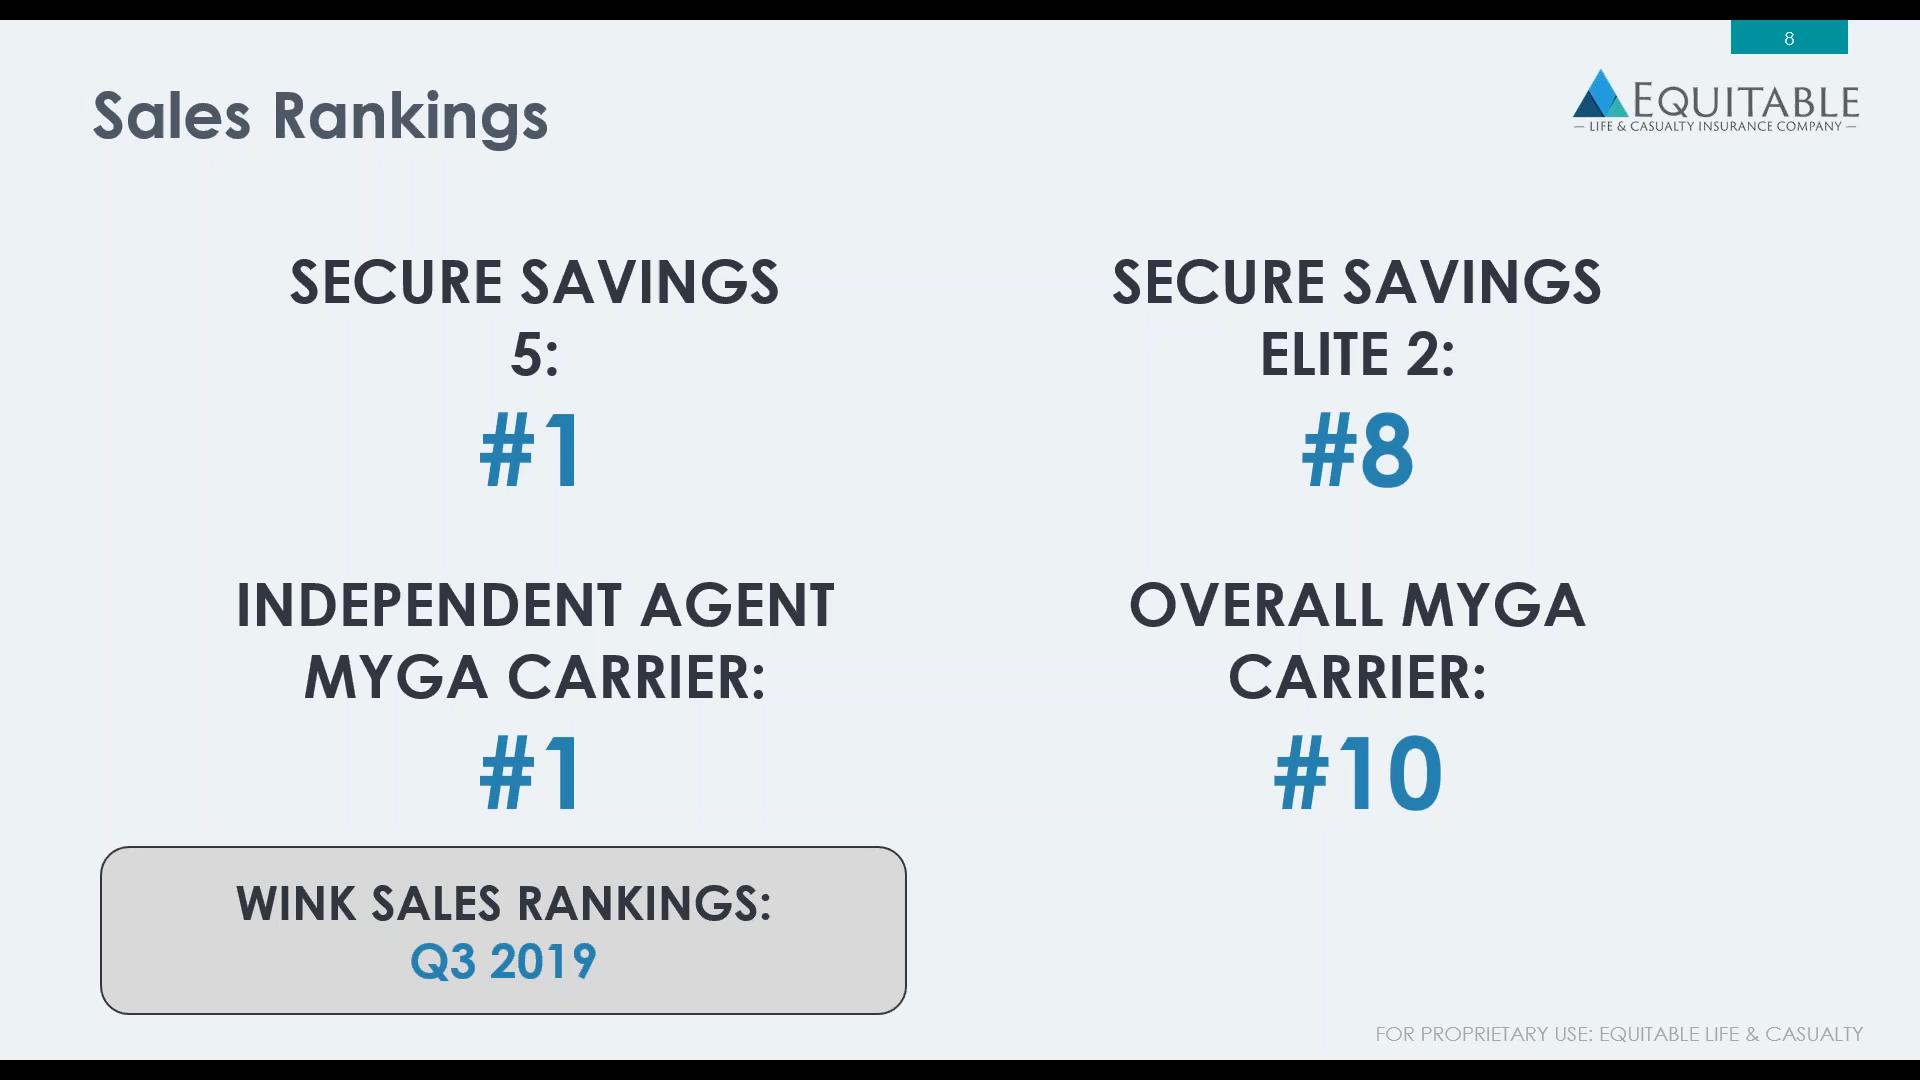 8
Sales Rankings
EQUITABLE
– LIFE & CASUALTY INSURANCE COMPANY –
SECURE SAVINGS
5:
#1
SECURE SAVINGS
ELITE 2:
#8
INDEPENDENT AGENT
MYGA CARRIER:
#1
OVERALL MYGA
CARRIER:
#10
WINK SALES RANKINGS:
Q3 2019
FOR PROPRIETARY USE: EQUITABLE LIFE & CASUALTY